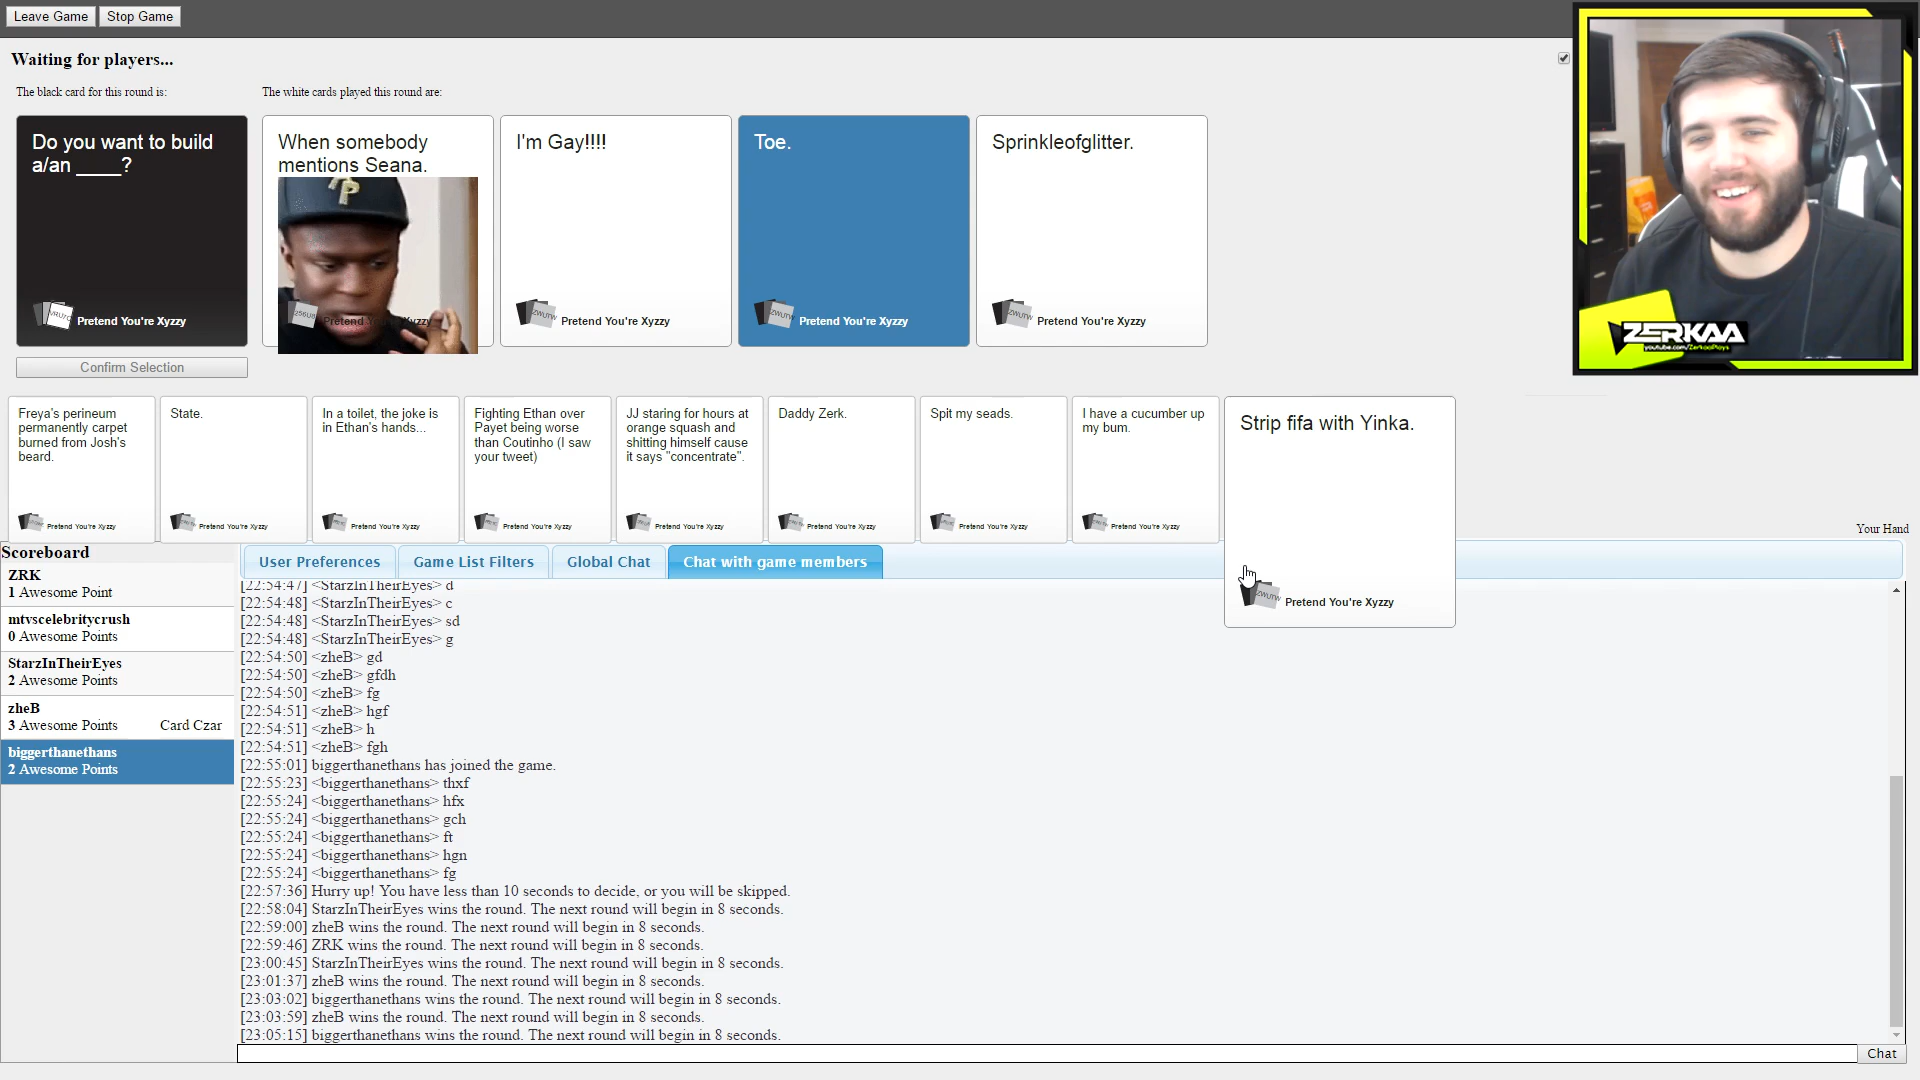 Leave Game
Stop Game
Waiting for players...
The black card for this round is:
The white cards played this round are:
Do you want to build
a/an ____?
Pretend You're Xyzzy
When somebody
mentions Seana.
P
Pretend You're Xyzzy
I'm Gay!!!!
Pretend You're Xyzzy
Toe.
Pretend You're Xyzzy
Sprinkleofglitter.
Pretend You're Xyzzy
ZERKAA
youtube.com/ZerkaaPlays
Confirm Selection
Freya's perineum
permanently carpet
burned from Josh's
beard.
Pretend You're Xyzzy
State.
Pretend You're Xyzzy
In a toilet, the joke is
in Ethan's hands...
Pretend You're Xyzzy
Fighting Ethan over
Payet being worse
than Coutinho (I saw
your tweet)
Pretend You're Xyzzy
JJ staring for hours at
orange squash and
shitting himself cause
it says "concentrate".
Pretend You're Xyzzy
Daddy Zerk.
Pretend You're Xyzzy
Spit my seads.
Pretend You're Xyzzy
I have a cucumber up
my bum.
Pretend You're Xyzzy
Strip fifa with Yinka.
Pretend You're Xyzzy
Your Hand
Scoreboard
ZRK
1 Awesome Point
mtvscelebritycrush
0 Awesome Points
StarzInTheirEyes
2 Awesome Points
zheB
3 Awesome Points Card Czar
biggerthanethans
2 Awesome Points
User Preferences
Game List Filters
Global Chat
Chat with game members
[22:54:47] <StarzInTheirEyes> d
[22:54:48] <StarzInTheirEyes> c
[22:54:48] <StarzInTheirEyes> sd
[22:54:48] <StarzInTheirEyes> g
[22:54:50] <zheB> gd
[22:54:50] <zheB> gfdh
[22:54:50] <zheB> fg
[22:54:51] <zheB> hgf
[22:54:51] <zheB> h
[22:54:51] <zheB> fgh
[22:55:01] biggerthanethans has joined the game.
[22:55:23] <biggerthanethans> thxf
[22:55:24] <biggerthanethans> hfx
[22:55:24] <biggerthanethans> gch
[22:55:24] <biggerthanethans> ft
[22:55:24] <biggerthanethans> hgn
[22:55:24] <biggerthanethans> fg
[22:57:36] Hurry up! You have less than 10 seconds to decide, or you will be skipped.
[22:58:04] StarzInTheirEyes wins the round. The next round will begin in 8 seconds.
[22:59:00] zheB wins the round. The next round will begin in 8 seconds.
[22:59:46] ZRK wins the round. The next round will begin in 8 seconds.
[23:00:45] StarzInTheirEyes wins the round. The next round will begin in 8 seconds.
[23:01:37] zheB wins the round. The next round will begin in 8 seconds.
[23:03:02] biggerthanethans wins the round. The next round will begin in 8 seconds.
[23:03:59] zheB wins the round. The next round will begin in 8 seconds.
[23:05:15] biggerthanethans wins the round. The next round will begin in 8 seconds.
Chat